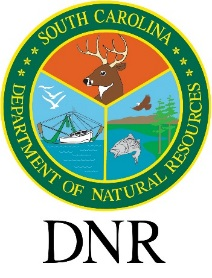 SOUTH CAROLINA
DEPARTMENT OF NATURAL RESOURCES
DNR